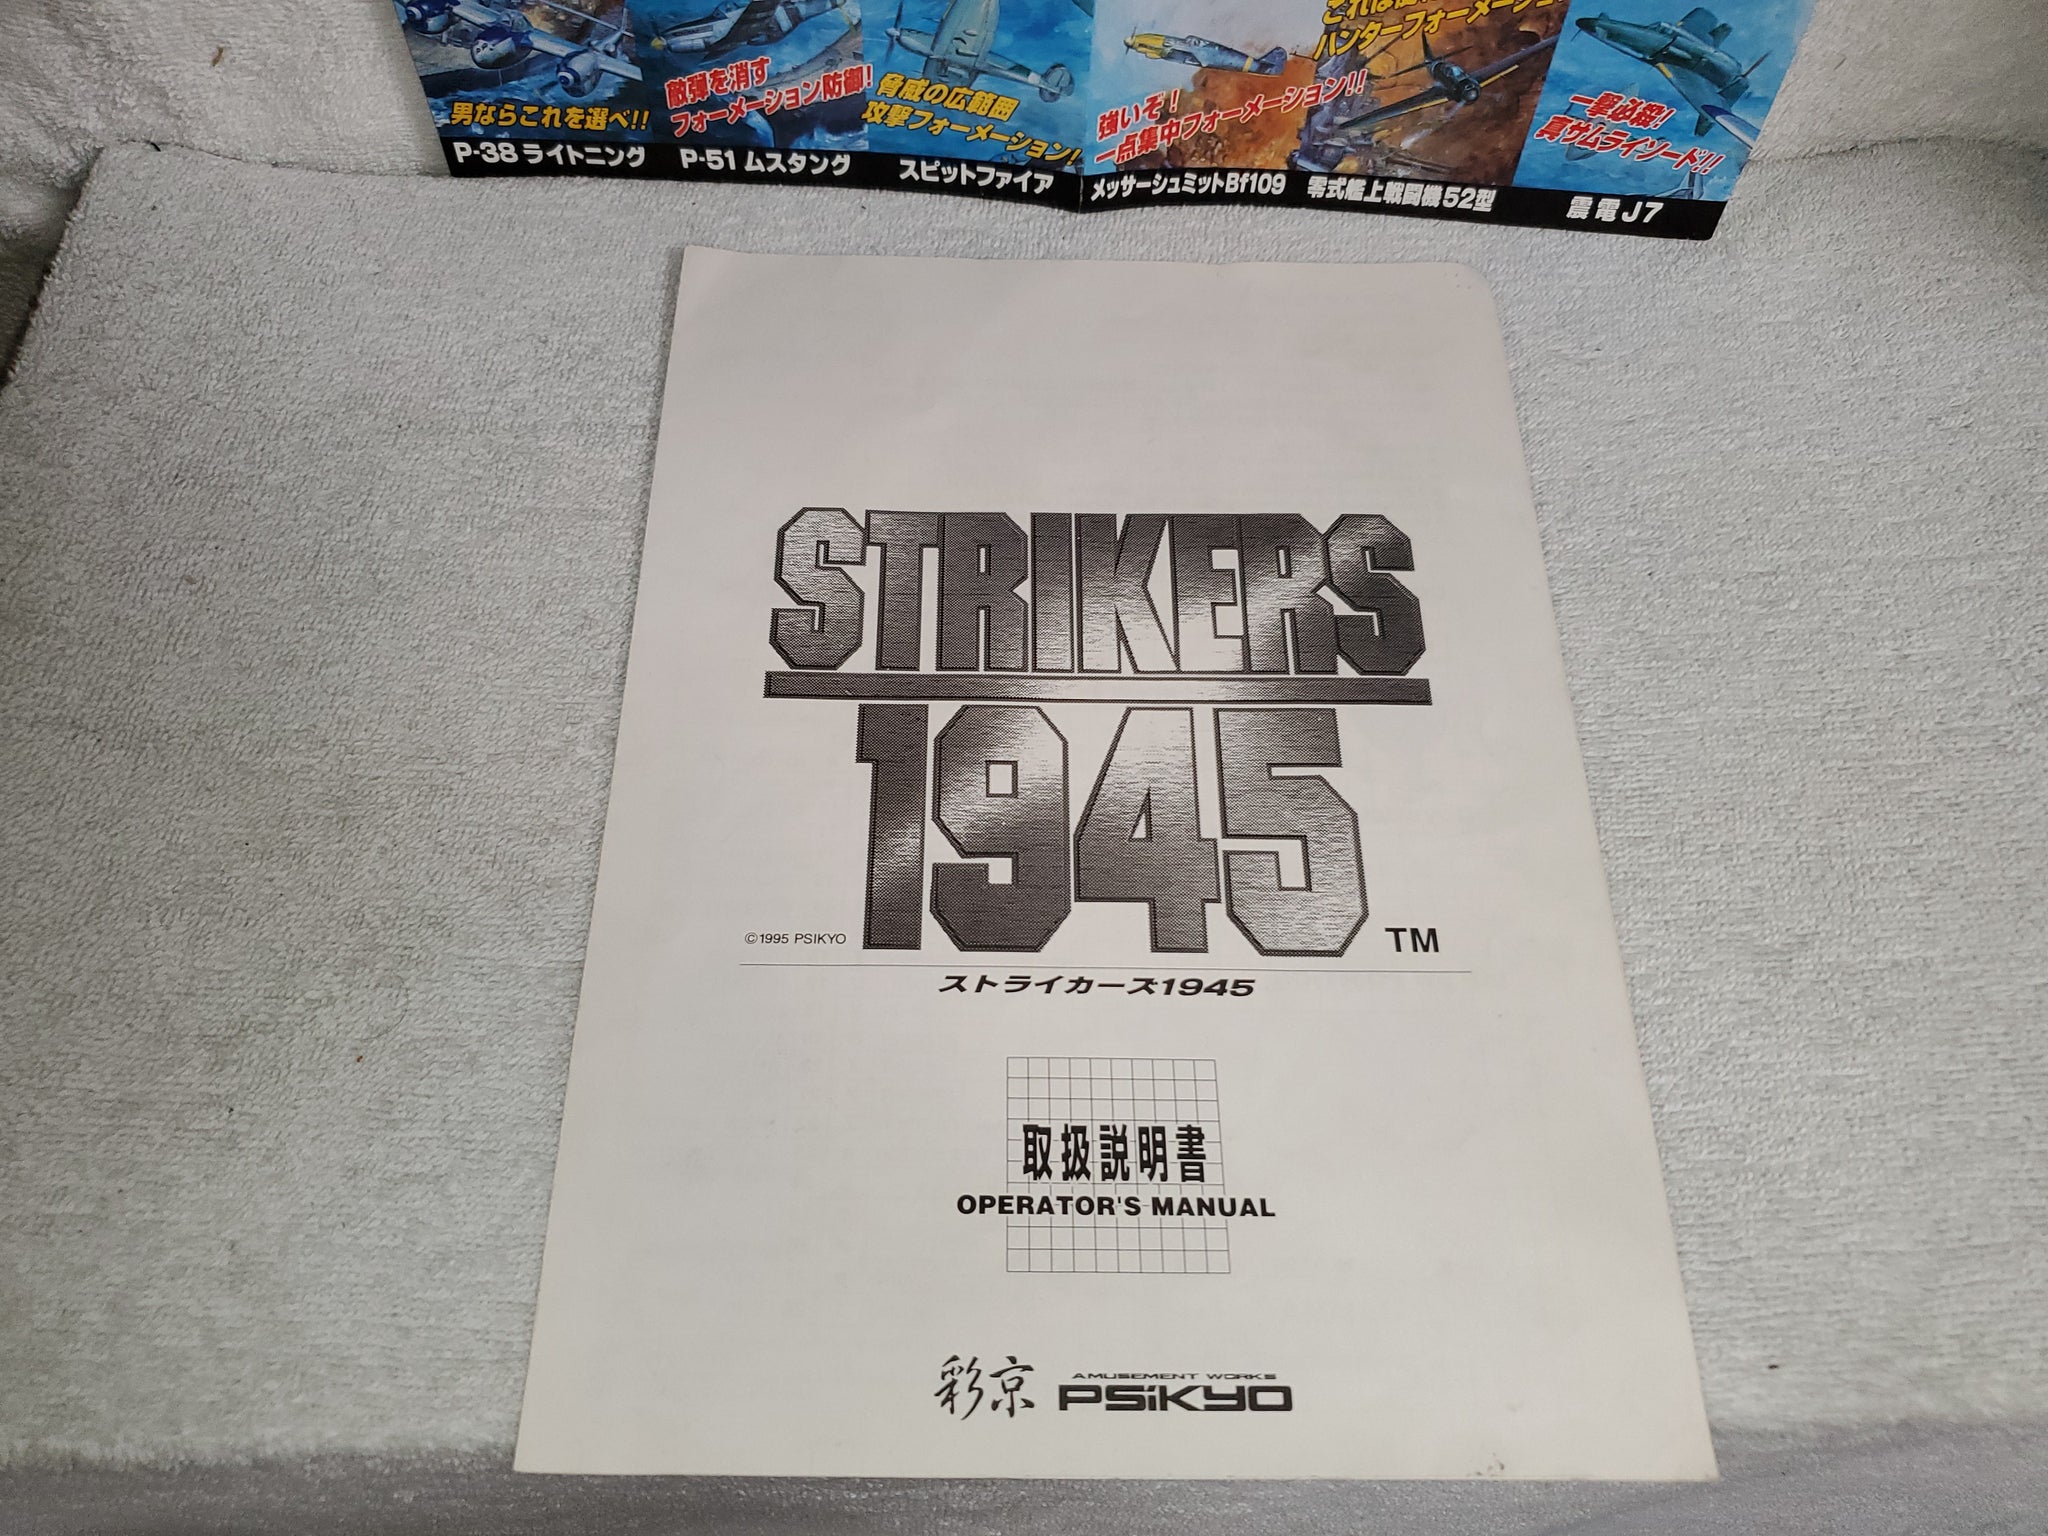 男ならこれを選べ!!
P-38 ライトニング
敵弾を消す
フォーメーション防御!
P-51 ムスタング
脅威の広範囲
攻撃フォーメーション!
スピットファイア
強いぞ!
一点集中フォーメーション!!
メッサーシュミットBf109
ハンターフォーメーション
零式艦上戦闘機52型
一撃必殺!
真サムライソード!!
震電J7
STRIKERS
1945
TM
©1995 PSIKYO
ストライカーズ1945
取扱説明書
OPERATOR'S MANUAL
彩京
AMUSEMENT WORKS
PSiKYO